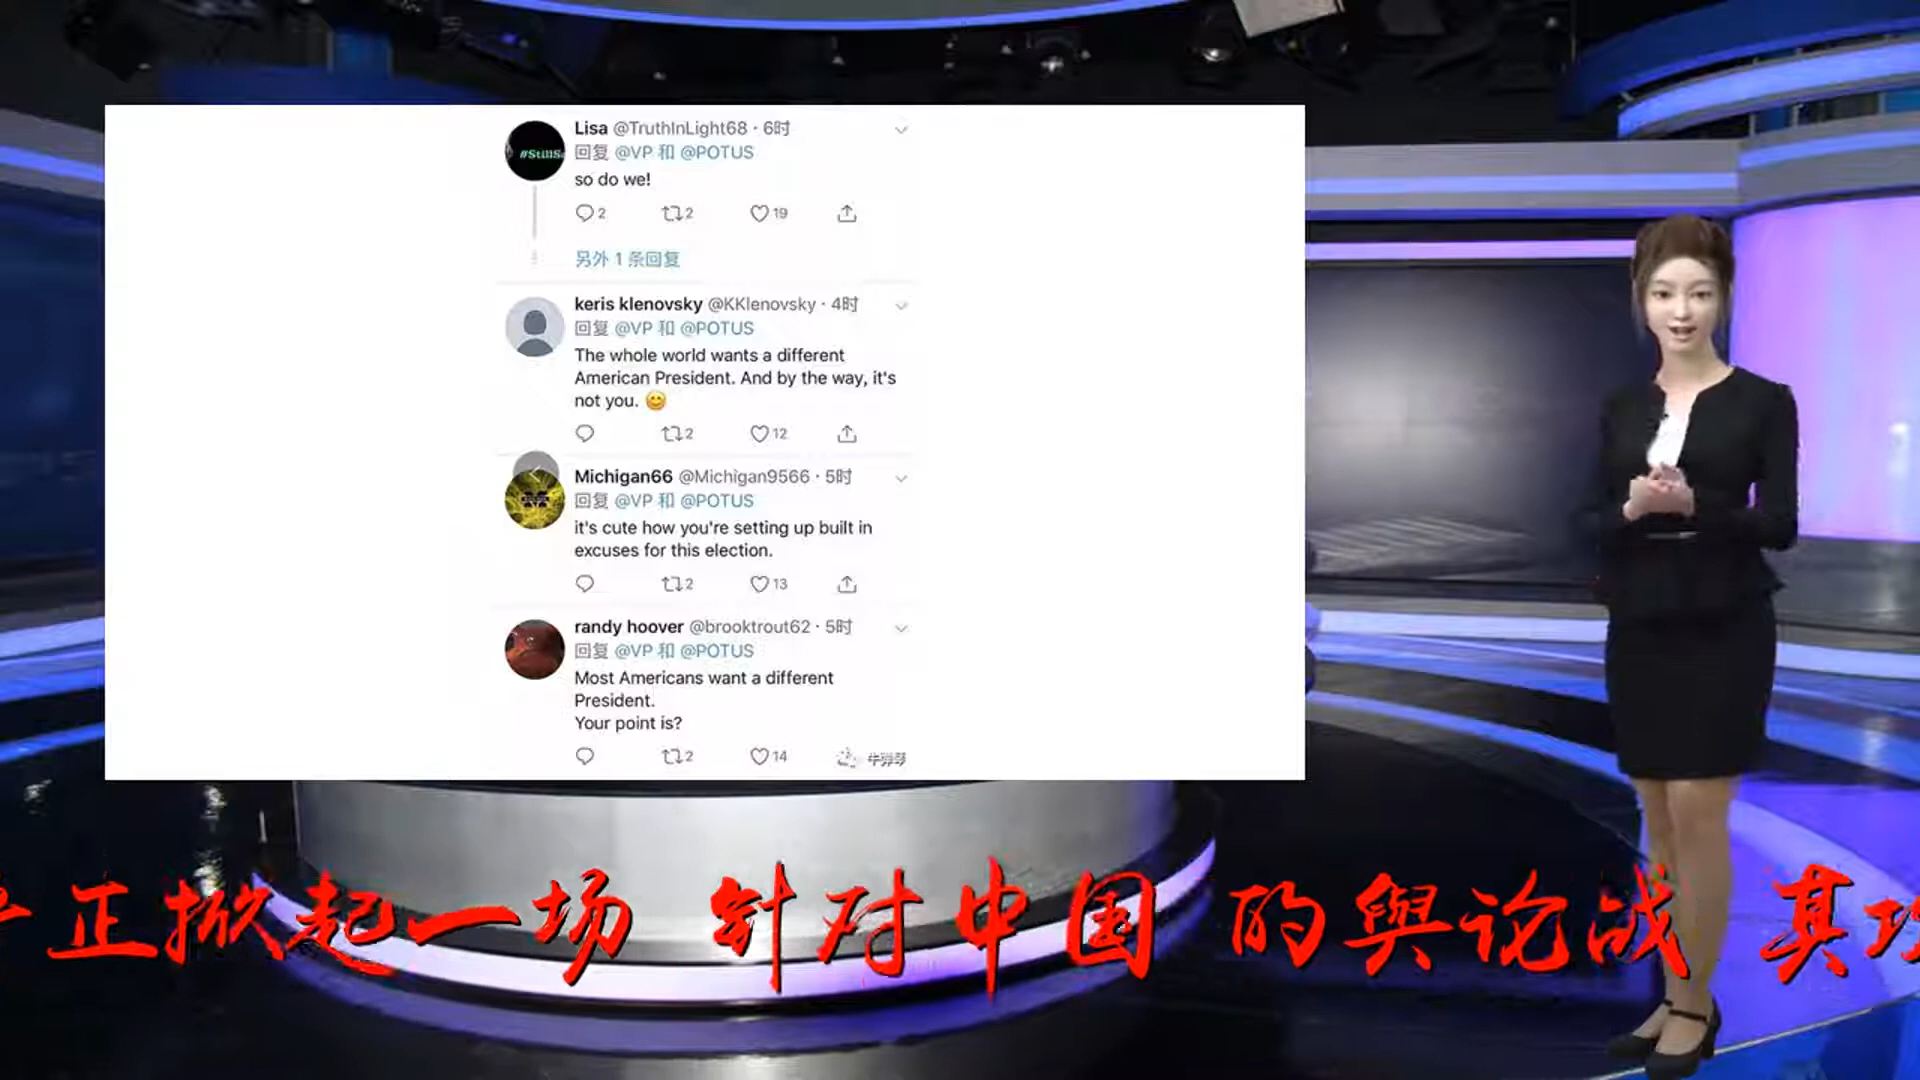 Lisa @TruthInLight68 · 6时
回复 @VP 和 @POTUS
so do we!
2 2 19
另外 1 条回复
keris klenovsky @KKlenovsky · 4时
回复 @VP 和 @POTUS
The whole world wants a different
American President. And by the way, it's
not you. 😊
2 12
Michigan66 @Michigan9566 · 5时
回复 @VP 和 @POTUS
it's cute how you're setting up built in
excuses for this election.
2 13
randy hoover @brooktrout62 · 5时
回复 @VP 和 @POTUS
Most Americans want a different
President.
Your point is?
2 14
牛弹琴
正掀起一场 针对中国 的舆论战 其